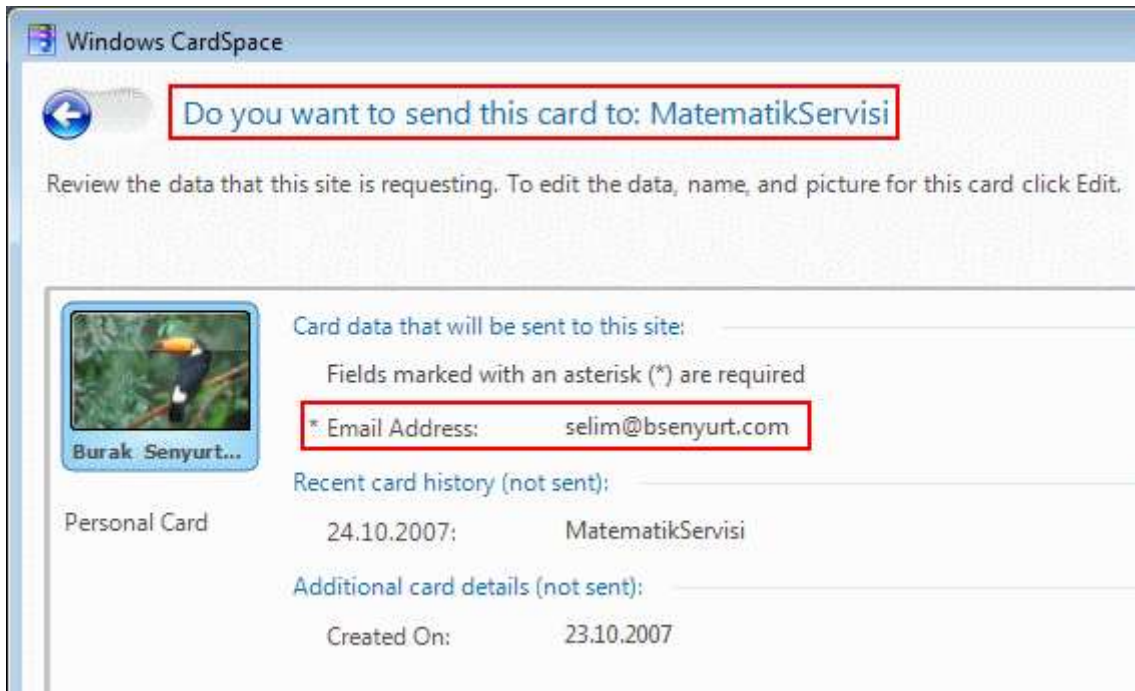 Windows CardSpace
Do you want to send this card to: MatematikServisi
Review the data that this site is requesting. To edit the data, name, and picture for this card click Edit.
Burak Senyurt...
Personal Card
Card data that will be sent to this site:
Fields marked with an asterisk (*) are required
* Email Address: selim@bsenyurt.com
Recent card history (not sent):
24.10.2007: MatematikServisi
Additional card details (not sent):
Created On: 23.10.2007